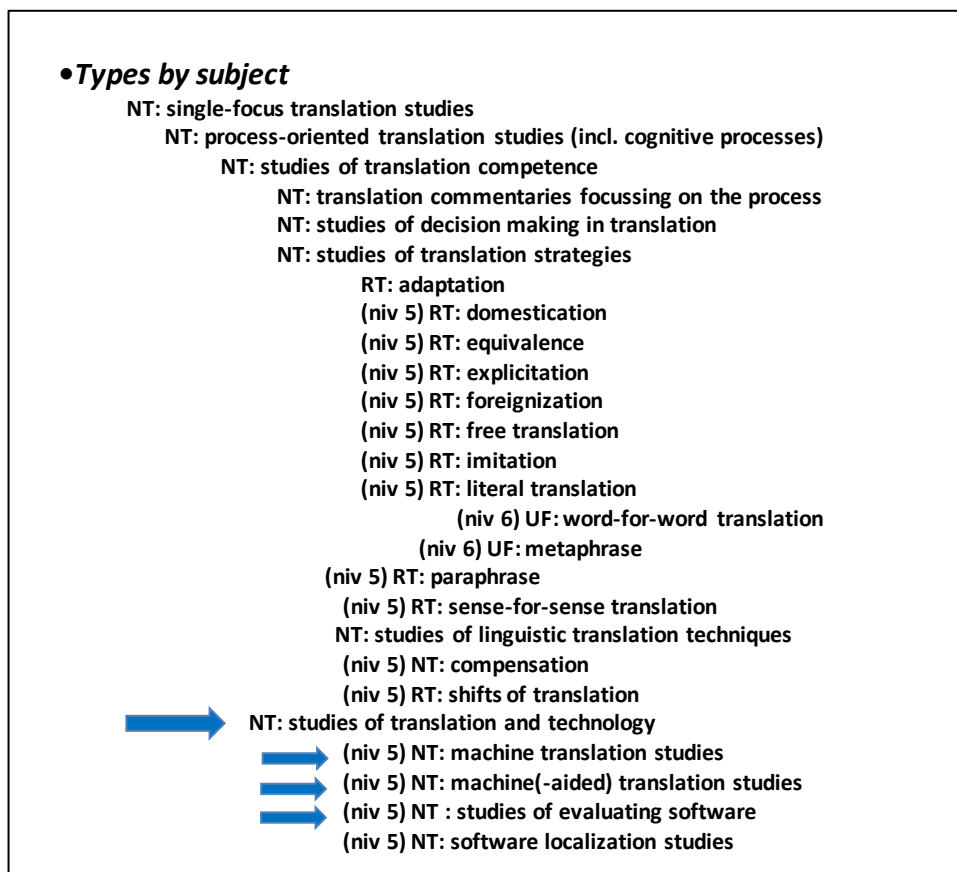 •Types by subject
NT: single-focus translation studies
NT: process-oriented translation studies (incl. cognitive processes)
NT: studies of translation competence
NT: translation commentaries focussing on the process
NT: studies of decision making in translation
NT: studies of translation strategies
RT: adaptation
(niv 5) RT: domestication
(niv 5) RT: equivalence
(niv 5) RT: explicitation
(niv 5) RT: foreignization
(niv 5) RT: free translation
(niv 5) RT: imitation
(niv 5) RT: literal translation
(niv 6) UF: word-for-word translation
(niv 6) UF: metaphrase
(niv 5) RT: paraphrase
(niv 5) RT: sense-for-sense translation
NT: studies of linguistic translation techniques
(niv 5) NT: compensation
(niv 5) RT: shifts of translation
NT: studies of translation and technology
(niv 5) NT: machine translation studies
(niv 5) NT: machine(-aided) translation studies
(niv 5) NT : studies of evaluating software
(niv 5) NT: software localization studies